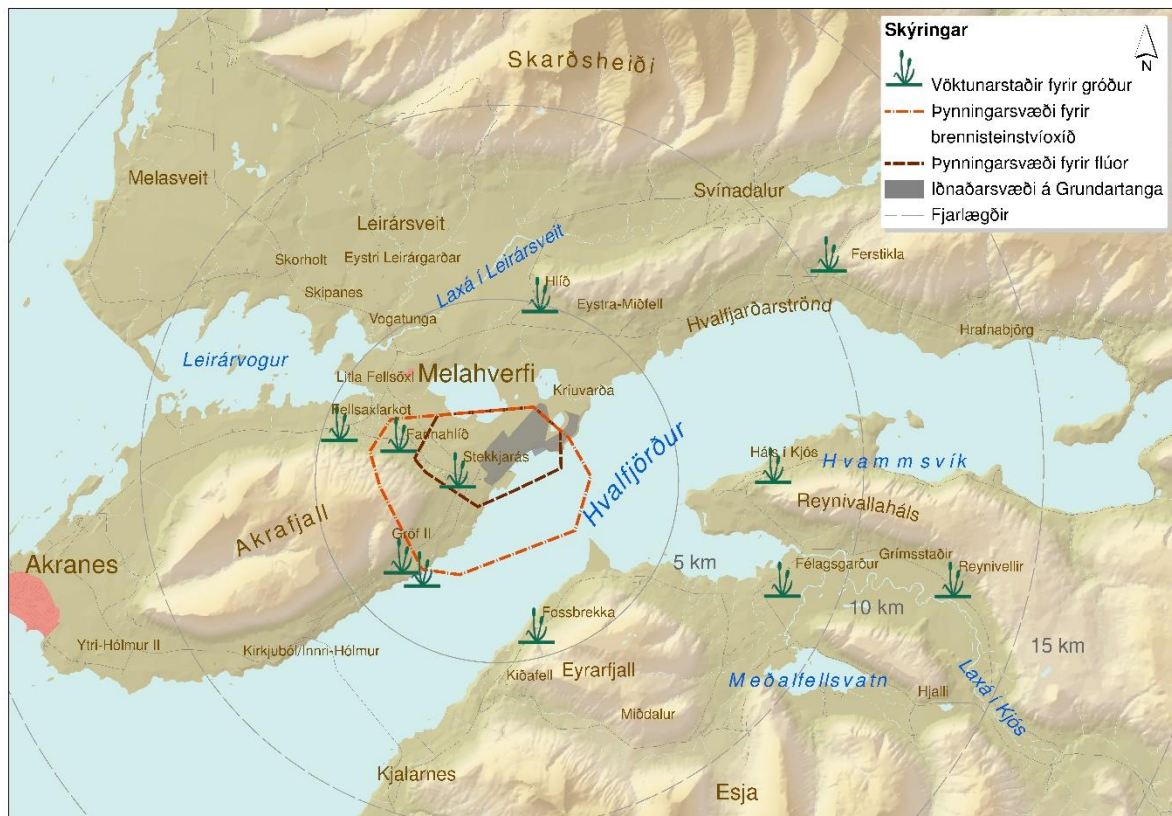 Skýringar
N
Vöktunarstaðir fyrir gróður
Þynningarsvæði fyrir
brennisteinstvíoxíð
Þynningarsvæði fyrir flúor
Iðnaðarsvæði á Grundartanga
Fjarlægðir
Skarðsheiði
Melasveit
Svínadalur
Leirársveit
Ferstikla
Skorholt
Eystri Leirárgarðar
Laxá í Leirársveit
Hlíð
Skipanes
Eystra-Miðfell
Vogatunga
Hvalfjarðarströnd
Hrafnabjörg
Leirárvogur
Litla Fellsöxl
Melahverfi
Kríuvarða
Fellsaxlarkot
Fannahlíð
Stekkjarás
Hvalfjörður
Háls í Kjós
Hvammsvík
Reynivallaháls
Akrafjall
Gröf II
Akranes
5 km
Félagsgarður
Grímsstaðir
Reynivellir
10 km
Fossbrekka
15 km
Ytri-Hólmur II
Kirkjuból/Innri-Hólmur
Kiðafell
Eyrarfjall
Meðalfellsvatn
Hjalli
Laxá í Kjós
Miðdalur
Kjalarnes
Esja